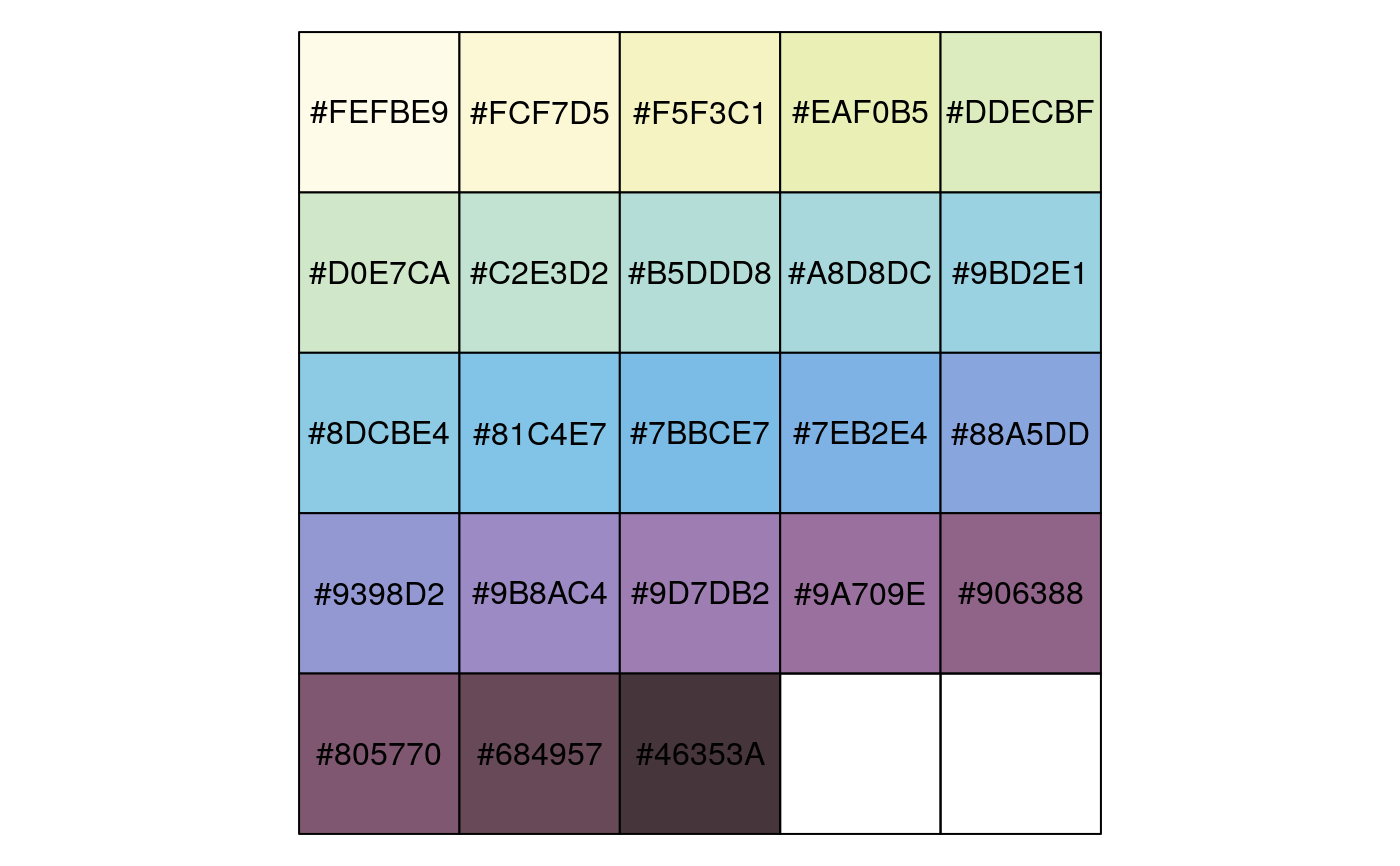 #FEFBE9 #FCF7D5 #F5F3C1 #EAF0B5 #DDECBF
#D0E7CA #C2E3D2 #B5DDD8 #A8D8DC #9BD2E1
#8DCBE4 #81C4E7 #7BBCE7 #7EB2E4 #88A5DD
#9398D2 #9B8AC4 #9D7DB2 #9A709E #906388
#805770 #684957 #46353A